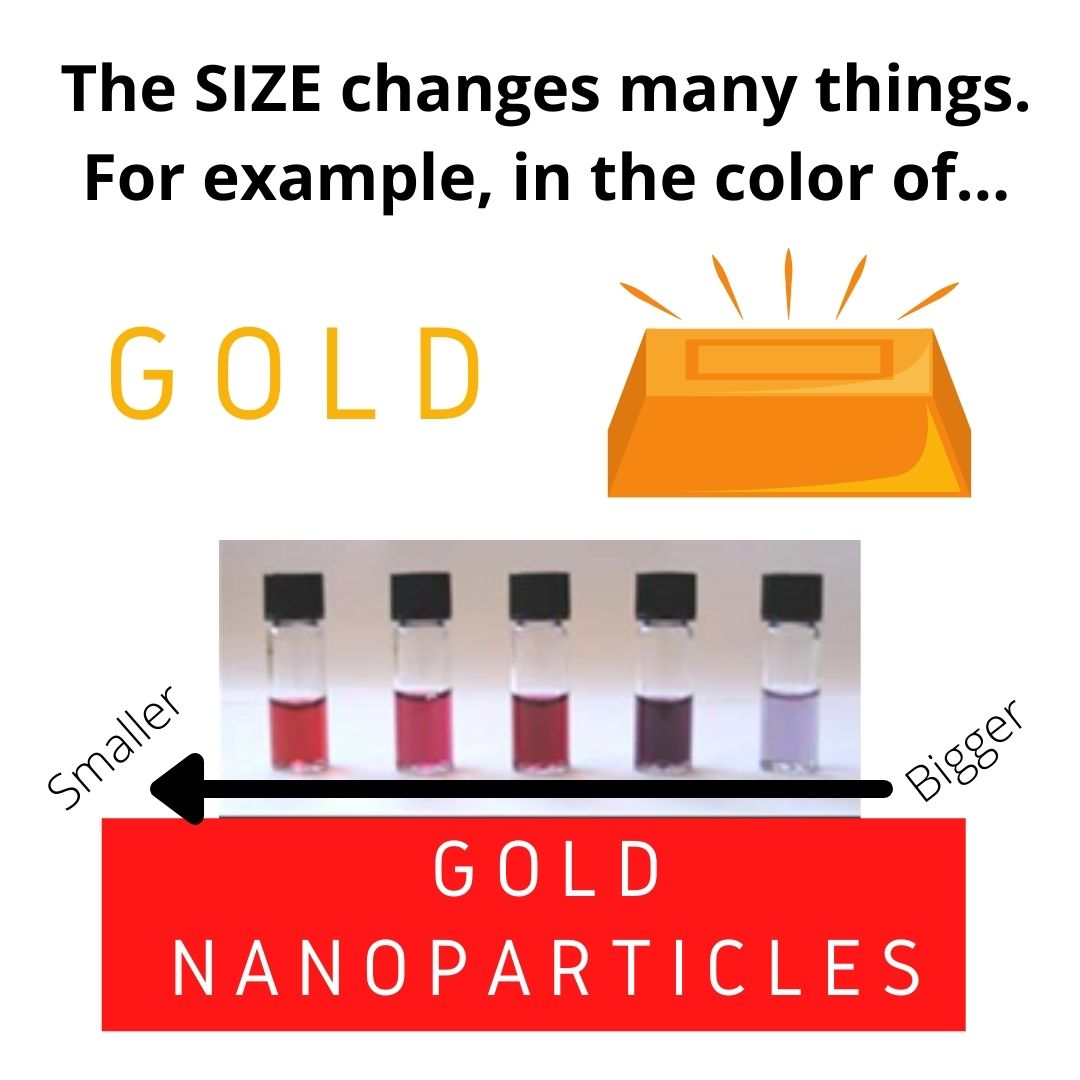 The SIZE changes many things.
For example, in the color of...
GOLD
Smaller
Bigger
GOLD
NANOPARTICLES